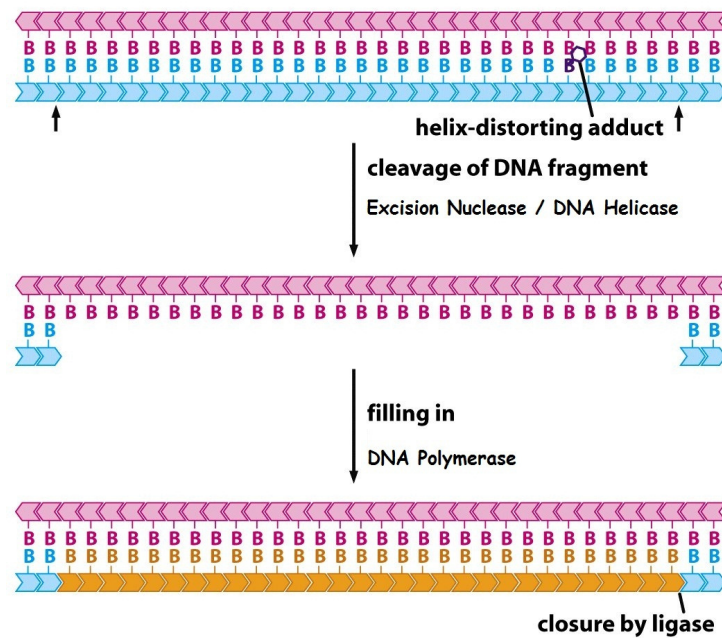 B B B B B B B B B B B B B B B B B B B B B B B B B B B B B B B B B B
B B B B B B B B B B B B B B B B B B B B B B B B B B B B B B B B B B
helix-distorting adduct
cleavage of DNA fragment
Excision Nuclease / DNA Helicase
B B B B B B B B B B B B B B B B B B B B B B B B B B B B B B B B B B
B B B B
filling in
DNA Polymerase
B B B B B B B B B B B B B B B B B B B B B B B B B B B B B B B B B B
B B B B B B B B B B B B B B B B B B B B B B B B B B B B B B B B B B
closure by ligase